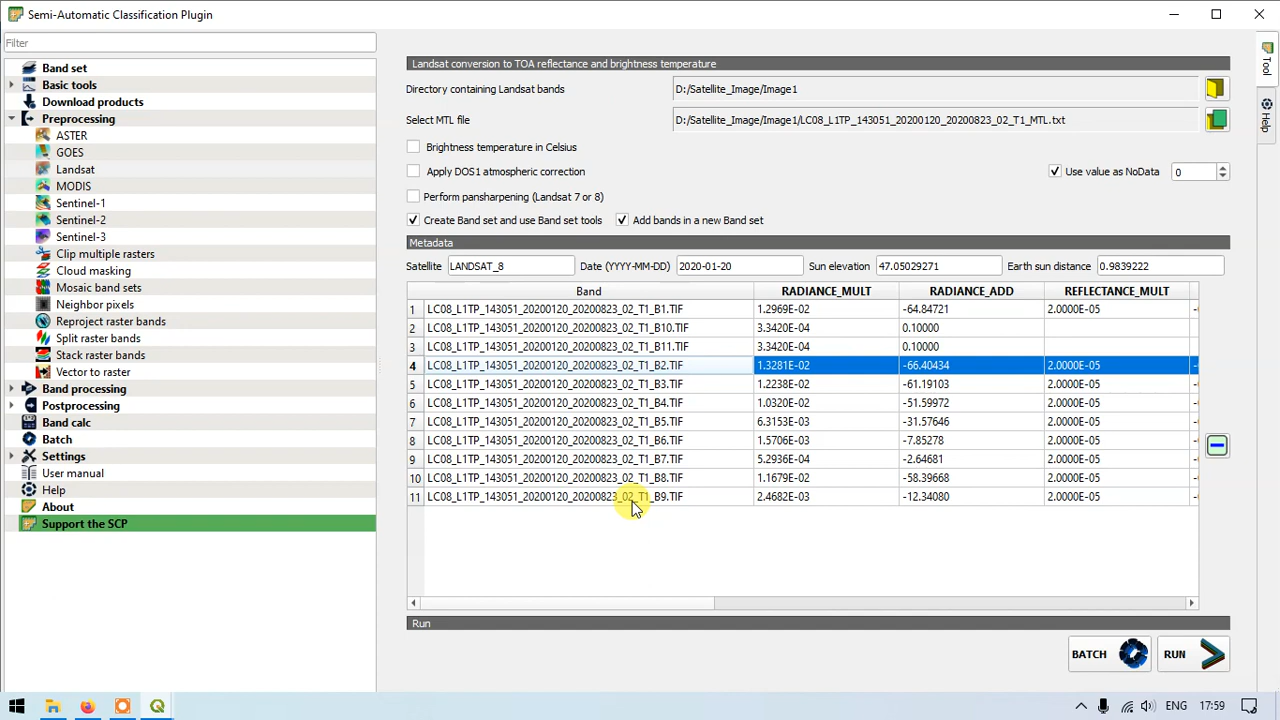 Semi-Automatic Classification Plugin
Filter
Band set
Basic tools
Download products
Preprocessing
ASTER
GOES
Landsat
MODIS
Sentinel-1
Sentinel-2
Sentinel-3
Clip multiple rasters
Cloud masking
Mosaic band sets
Neighbor pixels
Reproject raster bands
Split raster bands
Stack raster bands
Vector to raster
Band processing
Postprocessing
Band calc
Batch
Settings
User manual
Help
About
Support the SCP
Landsat conversion to TOA reflectance and brightness temperature
Directory containing Landsat bands D:/Satellite_Image/Image1
Select MTL file D:/Satellite_Image/Image1/LC08_L1TP_143051_20200120_20200823_02_T1_MTL.txt
Brightness temperature in Celsius
Apply DOS1 atmospheric correction Use value as NoData 0
Perform pansharpening (Landsat 7 or 8)
Create Band set and use Band set tools Add bands in a new Band set
Metadata
Satellite LANDSAT_8 Date (YYYY-MM-DD) 2020-01-20 Sun elevation 47.05029271 Earth sun distance 0.9839222
Band RADIANCE_MULT RADIANCE_ADD REFLECTANCE_MULT
1 LC08_L1TP_143051_20200120_20200823_02_T1_B1.TIF 1.2969E-02 -64.84721 2.0000E-05
2 LC08_L1TP_143051_20200120_20200823_02_T1_B10.TIF 3.3420E-04 0.10000
3 LC08_L1TP_143051_20200120_20200823_02_T1_B11.TIF 3.3420E-04 0.10000
4 LC08_L1TP_143051_20200120_20200823_02_T1_B2.TIF 1.3281E-02 -66.40434 2.0000E-05
5 LC08_L1TP_143051_20200120_20200823_02_T1_B3.TIF 1.2238E-02 -61.19103 2.0000E-05
6 LC08_L1TP_143051_20200120_20200823_02_T1_B4.TIF 1.0320E-02 -51.59972 2.0000E-05
7 LC08_L1TP_143051_20200120_20200823_02_T1_B5.TIF 6.3153E-03 -31.57646 2.0000E-05
8 LC08_L1TP_143051_20200120_20200823_02_T1_B6.TIF 1.5706E-03 -7.85278 2.0000E-05
9 LC08_L1TP_143051_20200120_20200823_02_T1_B7.TIF 5.2936E-04 -2.64681 2.0000E-05
10 LC08_L1TP_143051_20200120_20200823_02_T1_B8.TIF 1.1679E-02 -58.39668 2.0000E-05
11 LC08_L1TP_143051_20200120_20200823_02_T1_B9.TIF 2.4682E-03 -12.34080 2.0000E-05
Run
BATCH RUN
Tool
Help
ENG 17:59